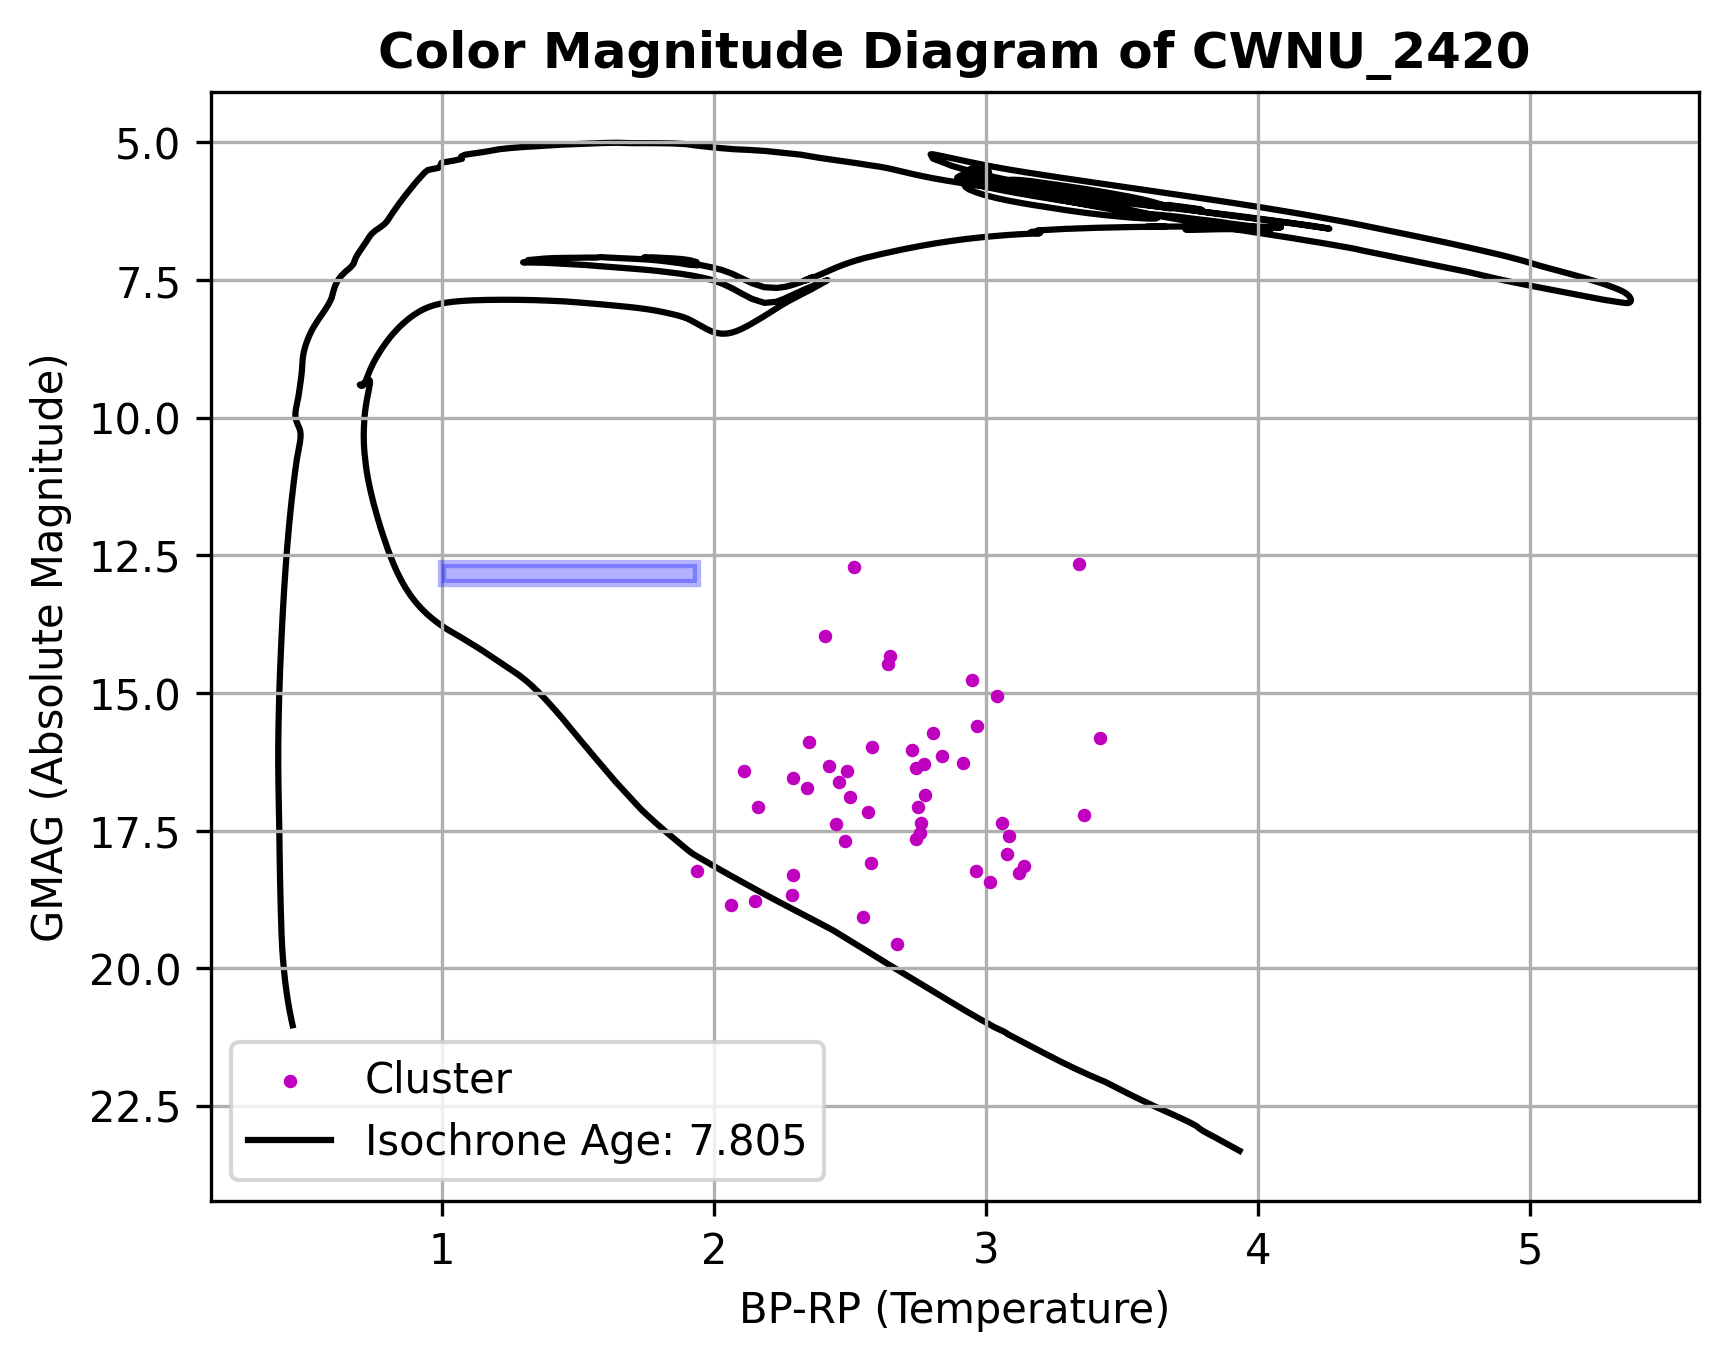 Color Magnitude Diagram of CWNU_2420
GMAG (Absolute Magnitude)
5.0
7.5
10.0
12.5
15.0
17.5
20.0
22.5
Cluster
Isochrone Age: 7.805
1 2 3 4 5
BP-RP (Temperature)